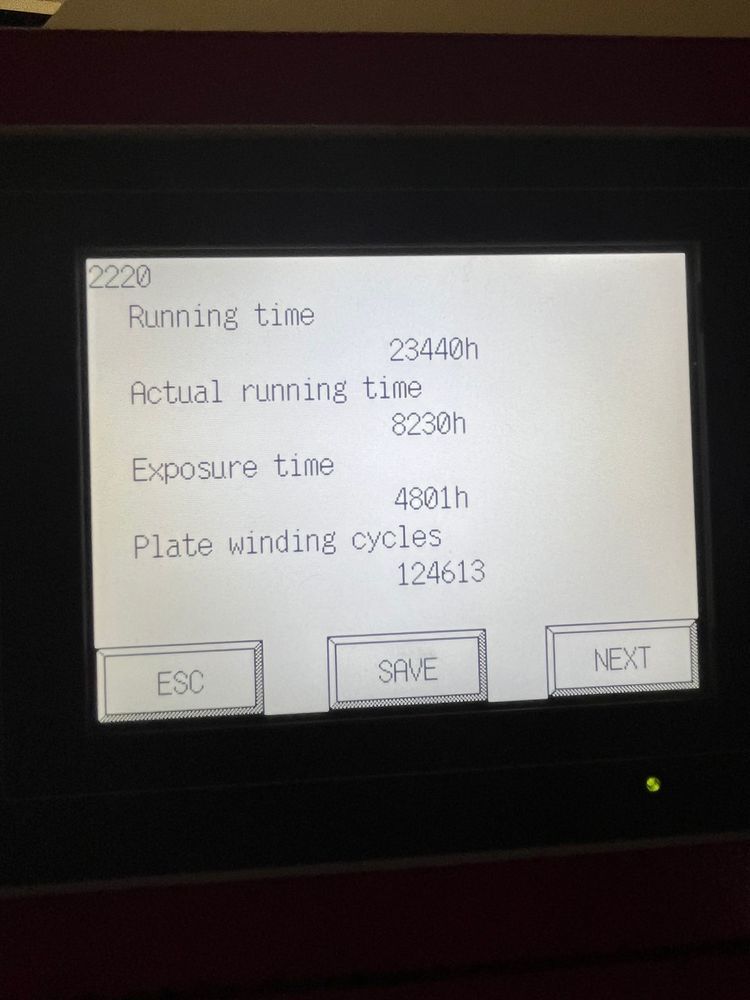 2220
Running time
23440h
Actual running time
8230h
Exposure time
4801h
Plate winding cycles
124613
ESC SAVE NEXT